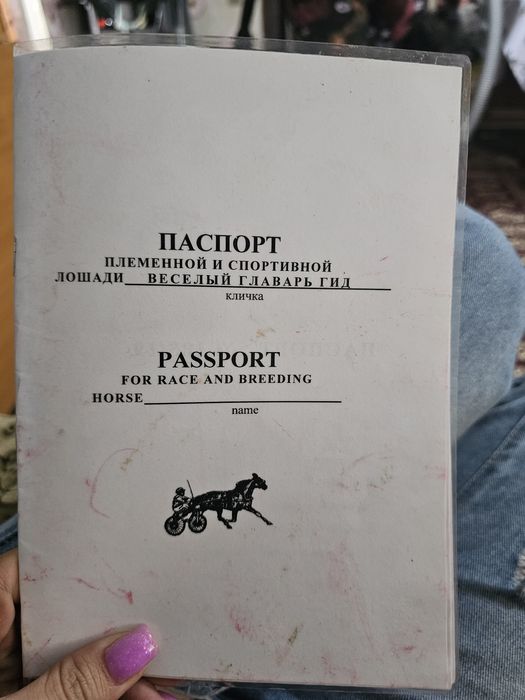 ПАСПОРТ
ПЛЕМЕННОЙ И СПОРТИВНОЙ
ЛОШАДИ ВЕСЕЛЫЙ ГЛАВАРЬ ГИД
кличка
PASSPORT
FOR RACE AND BREEDING
HORSE
name